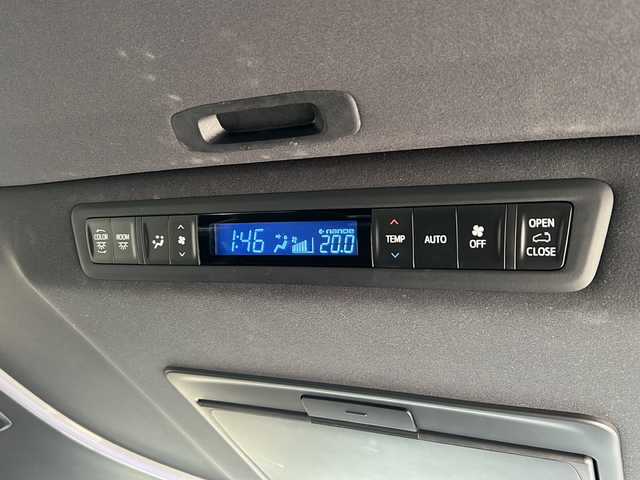 COLOR
ROOM
1:46
nanoe
20.0
TEMP
AUTO
OFF
OPEN
CLOSE